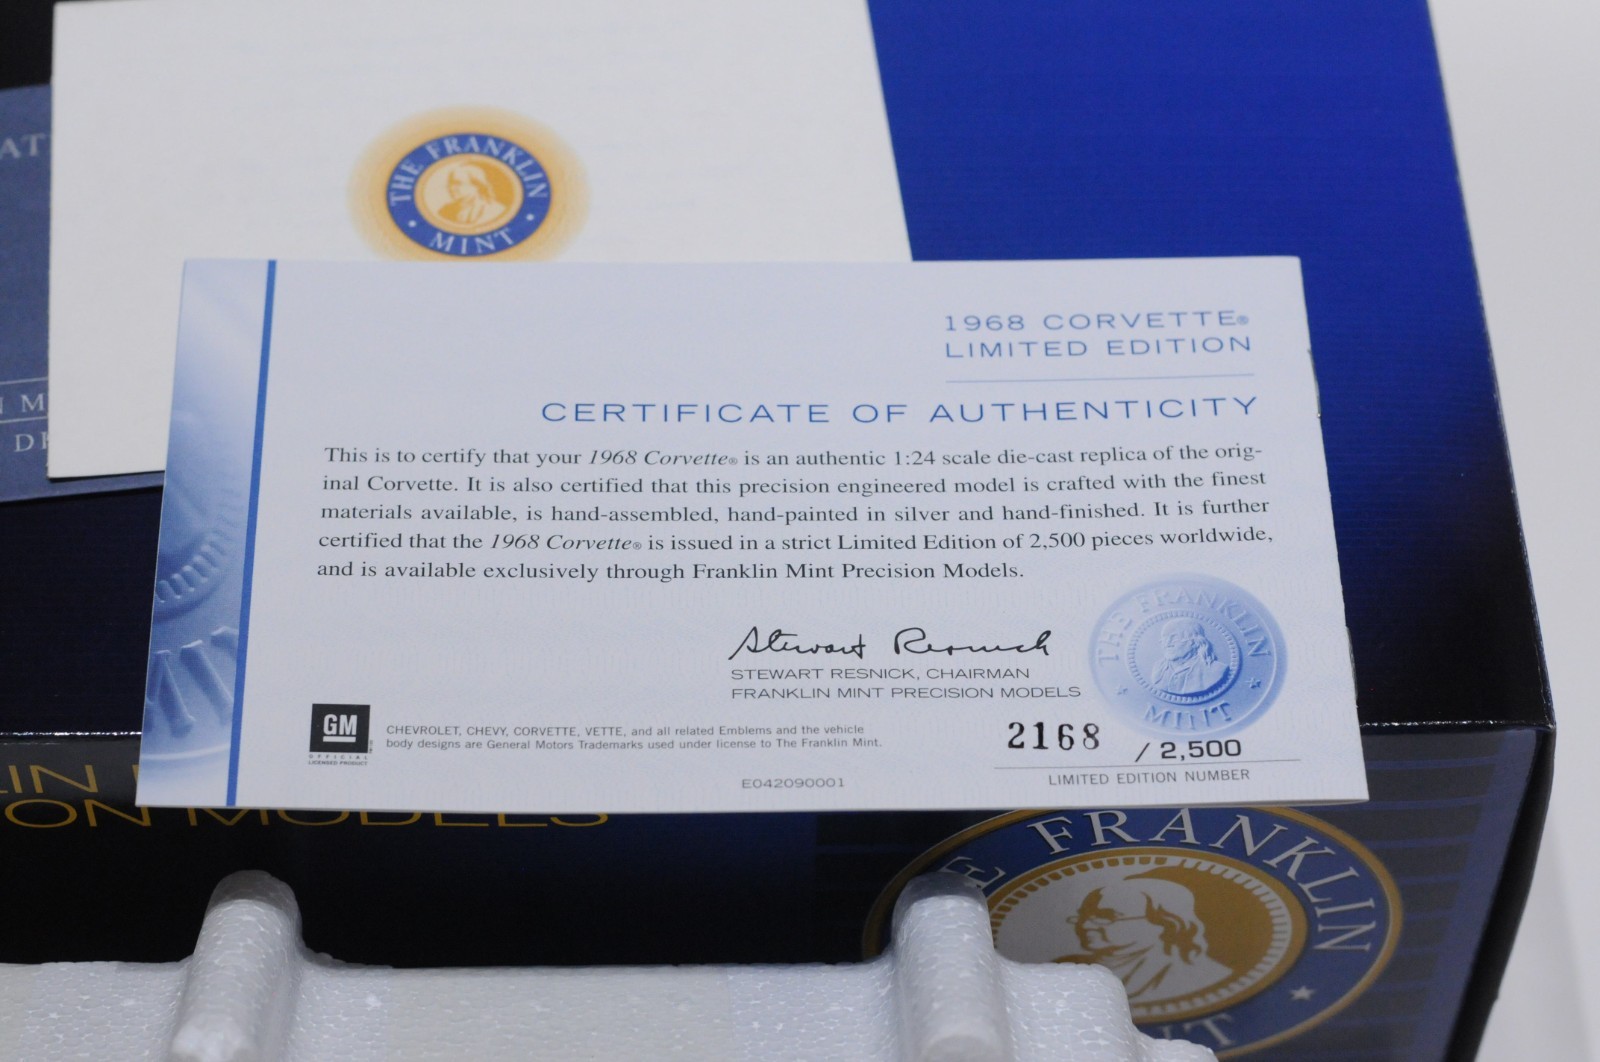 AT
THE FRANKLIN
MINT
N M
DE
1968 CORVETTE®
LIMITED EDITION
CERTIFICATE OF AUTHENTICITY
This is to certify that your 1968 Corvette® is an authentic 1:24 scale die-cast replica of the orig-
inal Corvette. It is also certified that this precision engineered model is crafted with the finest
materials available, is hand-assembled, hand-painted in silver and hand-finished. It is further
certified that the 1968 Corvette® is issued in a strict Limited Edition of 2,500 pieces worldwide,
and is available exclusively through Franklin Mint Precision Models.
Stewart Resnick
STEWART RESNICK, CHAIRMAN
FRANKLIN MINT PRECISION MODELS
THE FRANKLIN
MINT
GM
OFFICIAL
LICENSED PRODUCT
CHEVROLET, CHEVY, CORVETTE, VETTE, and all related Emblems and the vehicle
body designs are General Motors Trademarks used under license to The Franklin Mint.
E042090001
2168 / 2,500
LIMITED EDITION NUMBER
LIN
ON MODELS
E FRANKLIN
NT